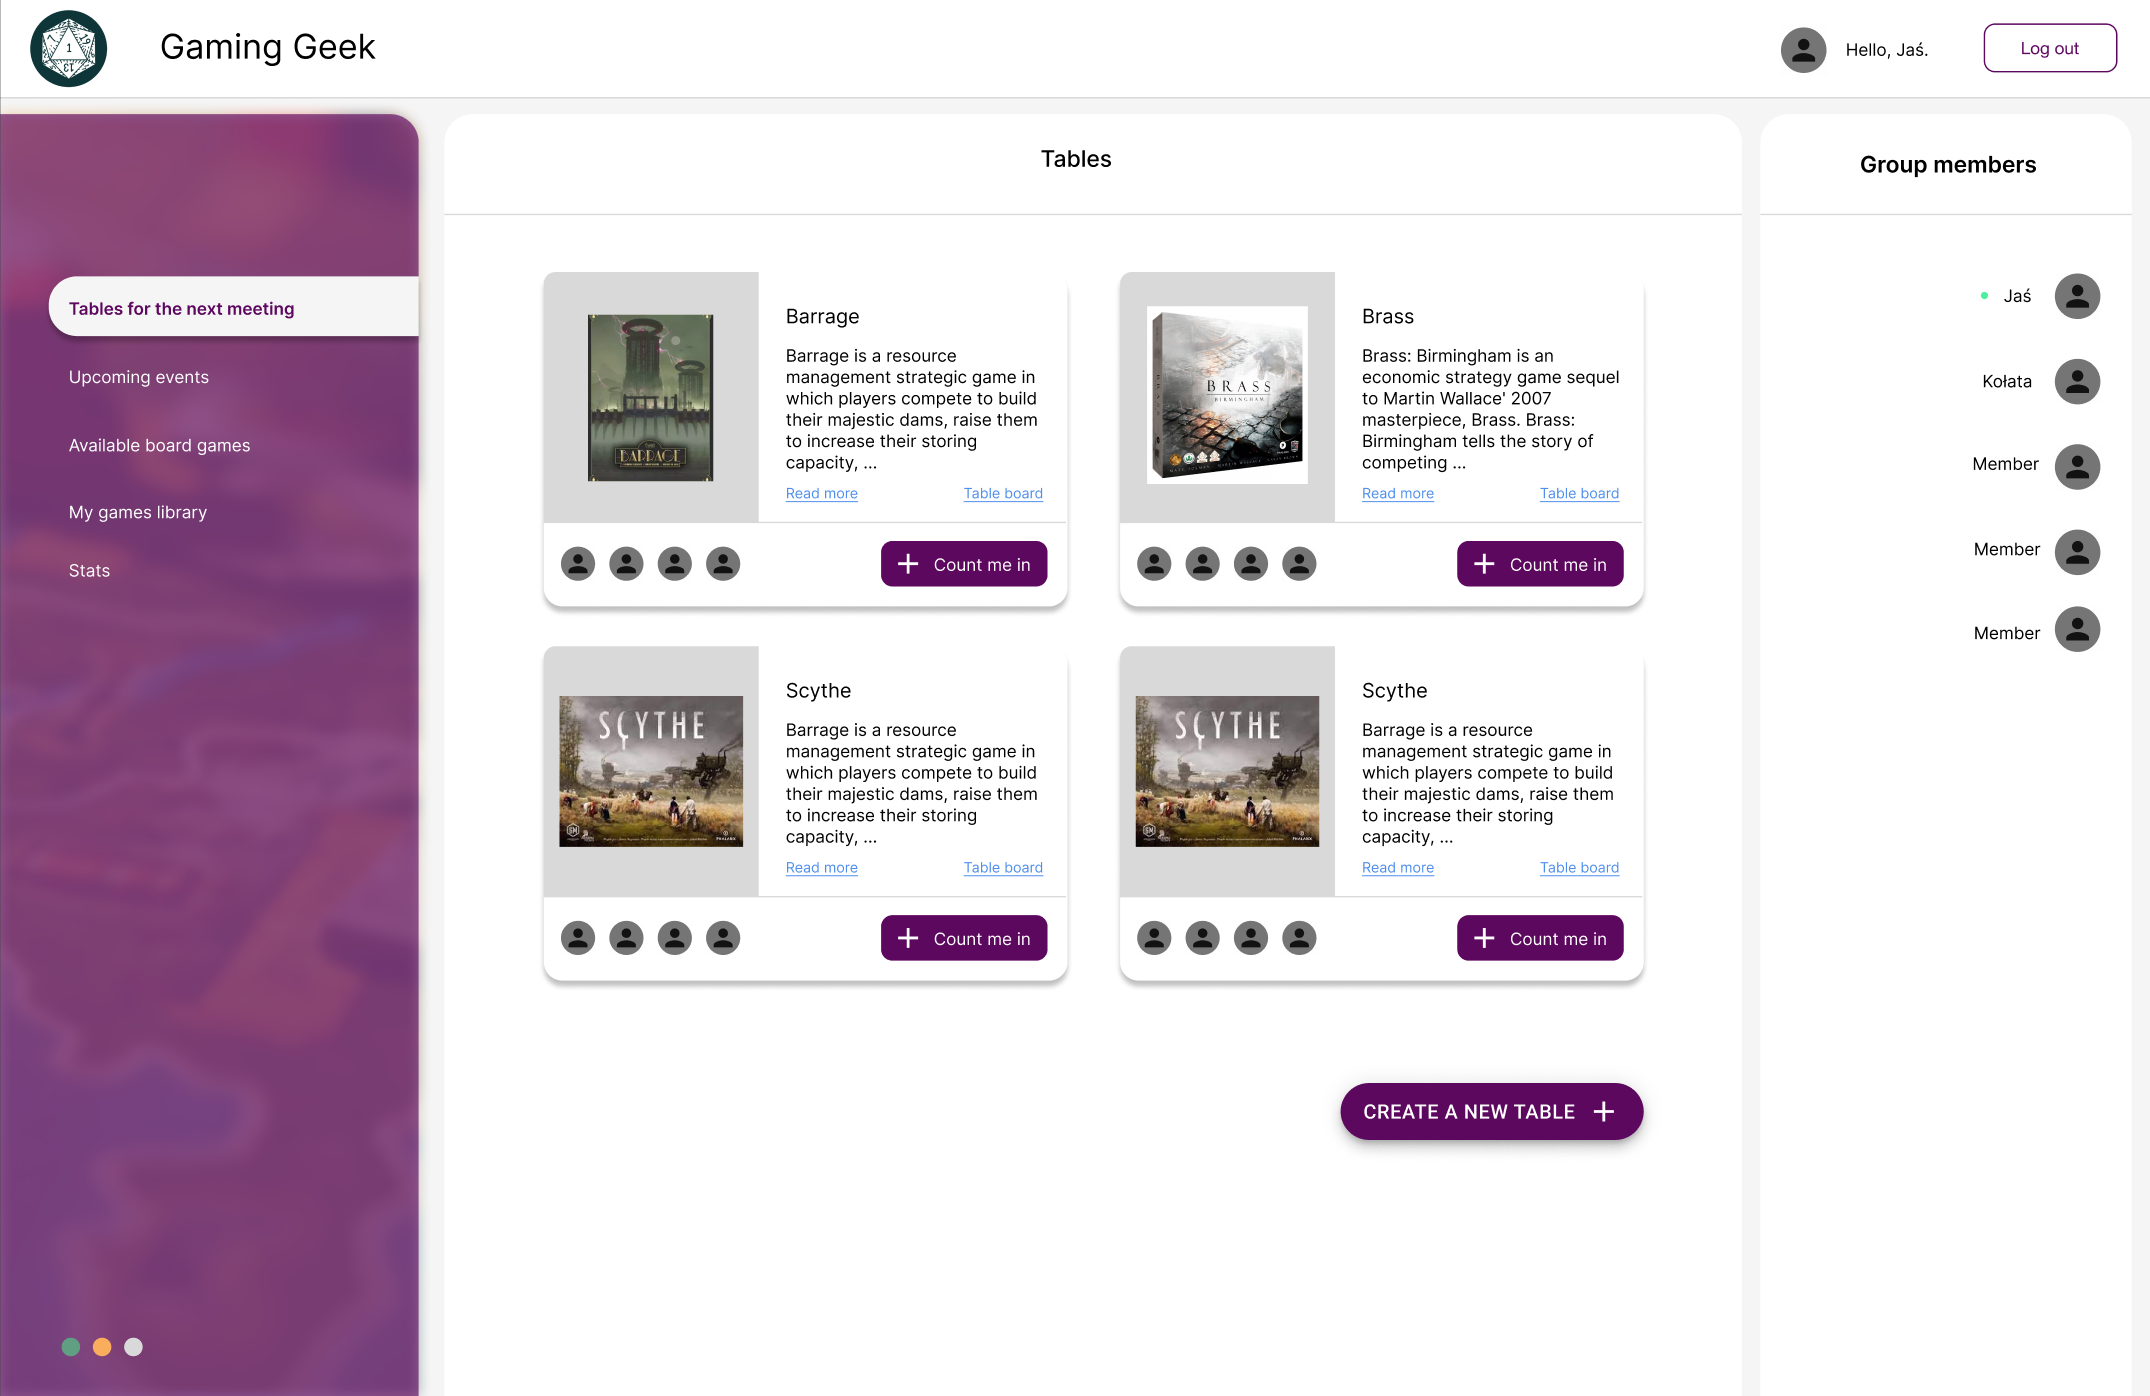 Gaming Geek
Hello, Jaś.
Log out
Tables for the next meeting
Upcoming events
Available board games
My games library
Stats
Tables
Barrage
Barrage is a resource
management strategic game in
which players compete to build
their majestic dams, raise them
to increase their storing
capacity, ...
Read more
Table board
Count me in
BARRAGE
Brass
Brass: Birmingham is an
economic strategy game sequel
to Martin Wallace' 2007
masterpiece, Brass. Brass:
Birmingham tells the story of
competing ...
Read more
Table board
Count me in
BRASS
BIRMINGHAM
Scythe
Barrage is a resource
management strategic game in
which players compete to build
their majestic dams, raise them
to increase their storing
capacity, ...
Read more
Table board
Count me in
SCYTHE
Scythe
Barrage is a resource
management strategic game in
which players compete to build
their majestic dams, raise them
to increase their storing
capacity, ...
Read more
Table board
Count me in
SCYTHE
CREATE A NEW TABLE
Group members
Jaś
Kołata
Member
Member
Member